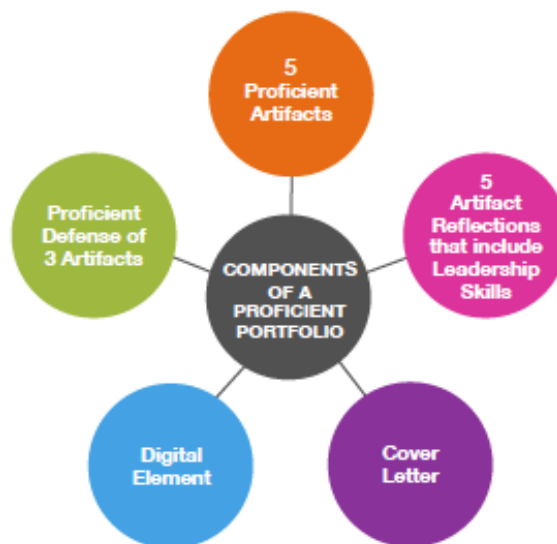 5
Proficient
Artifacts
5
Artifact
Reflections
that include
Leadership
Skills
Proficient
Defense of
3 Artifacts
COMPONENTS
OF A
PROFICIENT
PORTFOLIO
Digital
Element
Cover
Letter